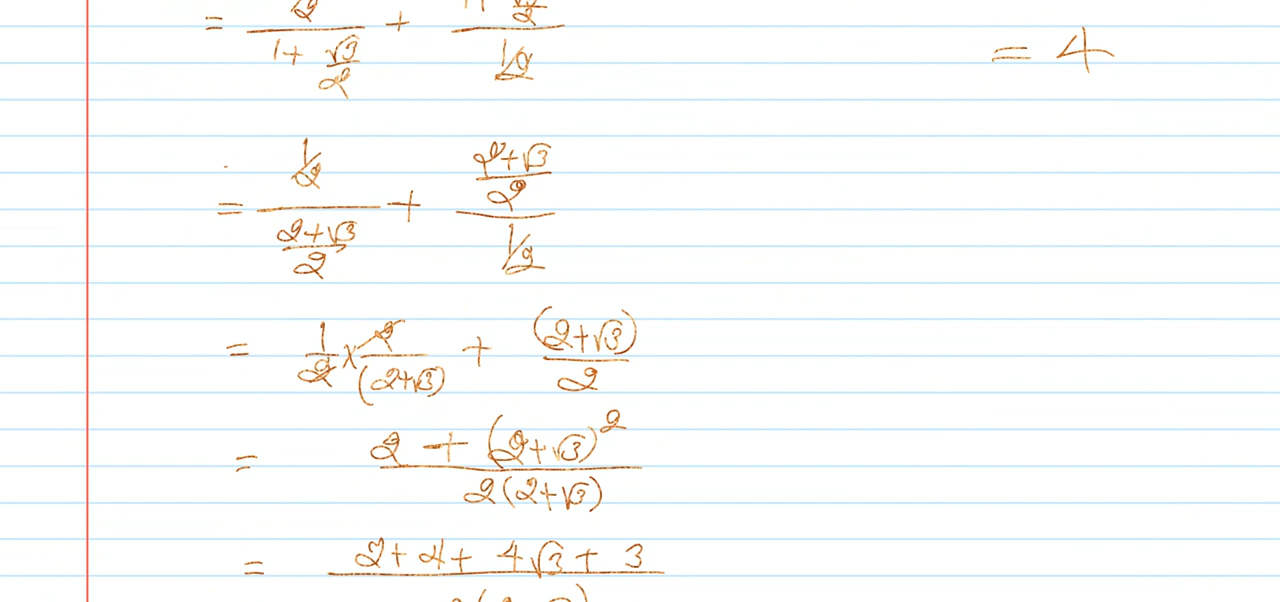 = 2/(1 + √3/2) + (1 + √3/2)/(1/2)
= 4
= (1/2)/((2+√3)/2) + ((2+√3)/2)/(1/2)
= 1/2 × 2/(2+√3) + (2+√3)/2
= (2 + (2+√3)²)/(2(2+√3))
= 2+4+ 4√3 + 3